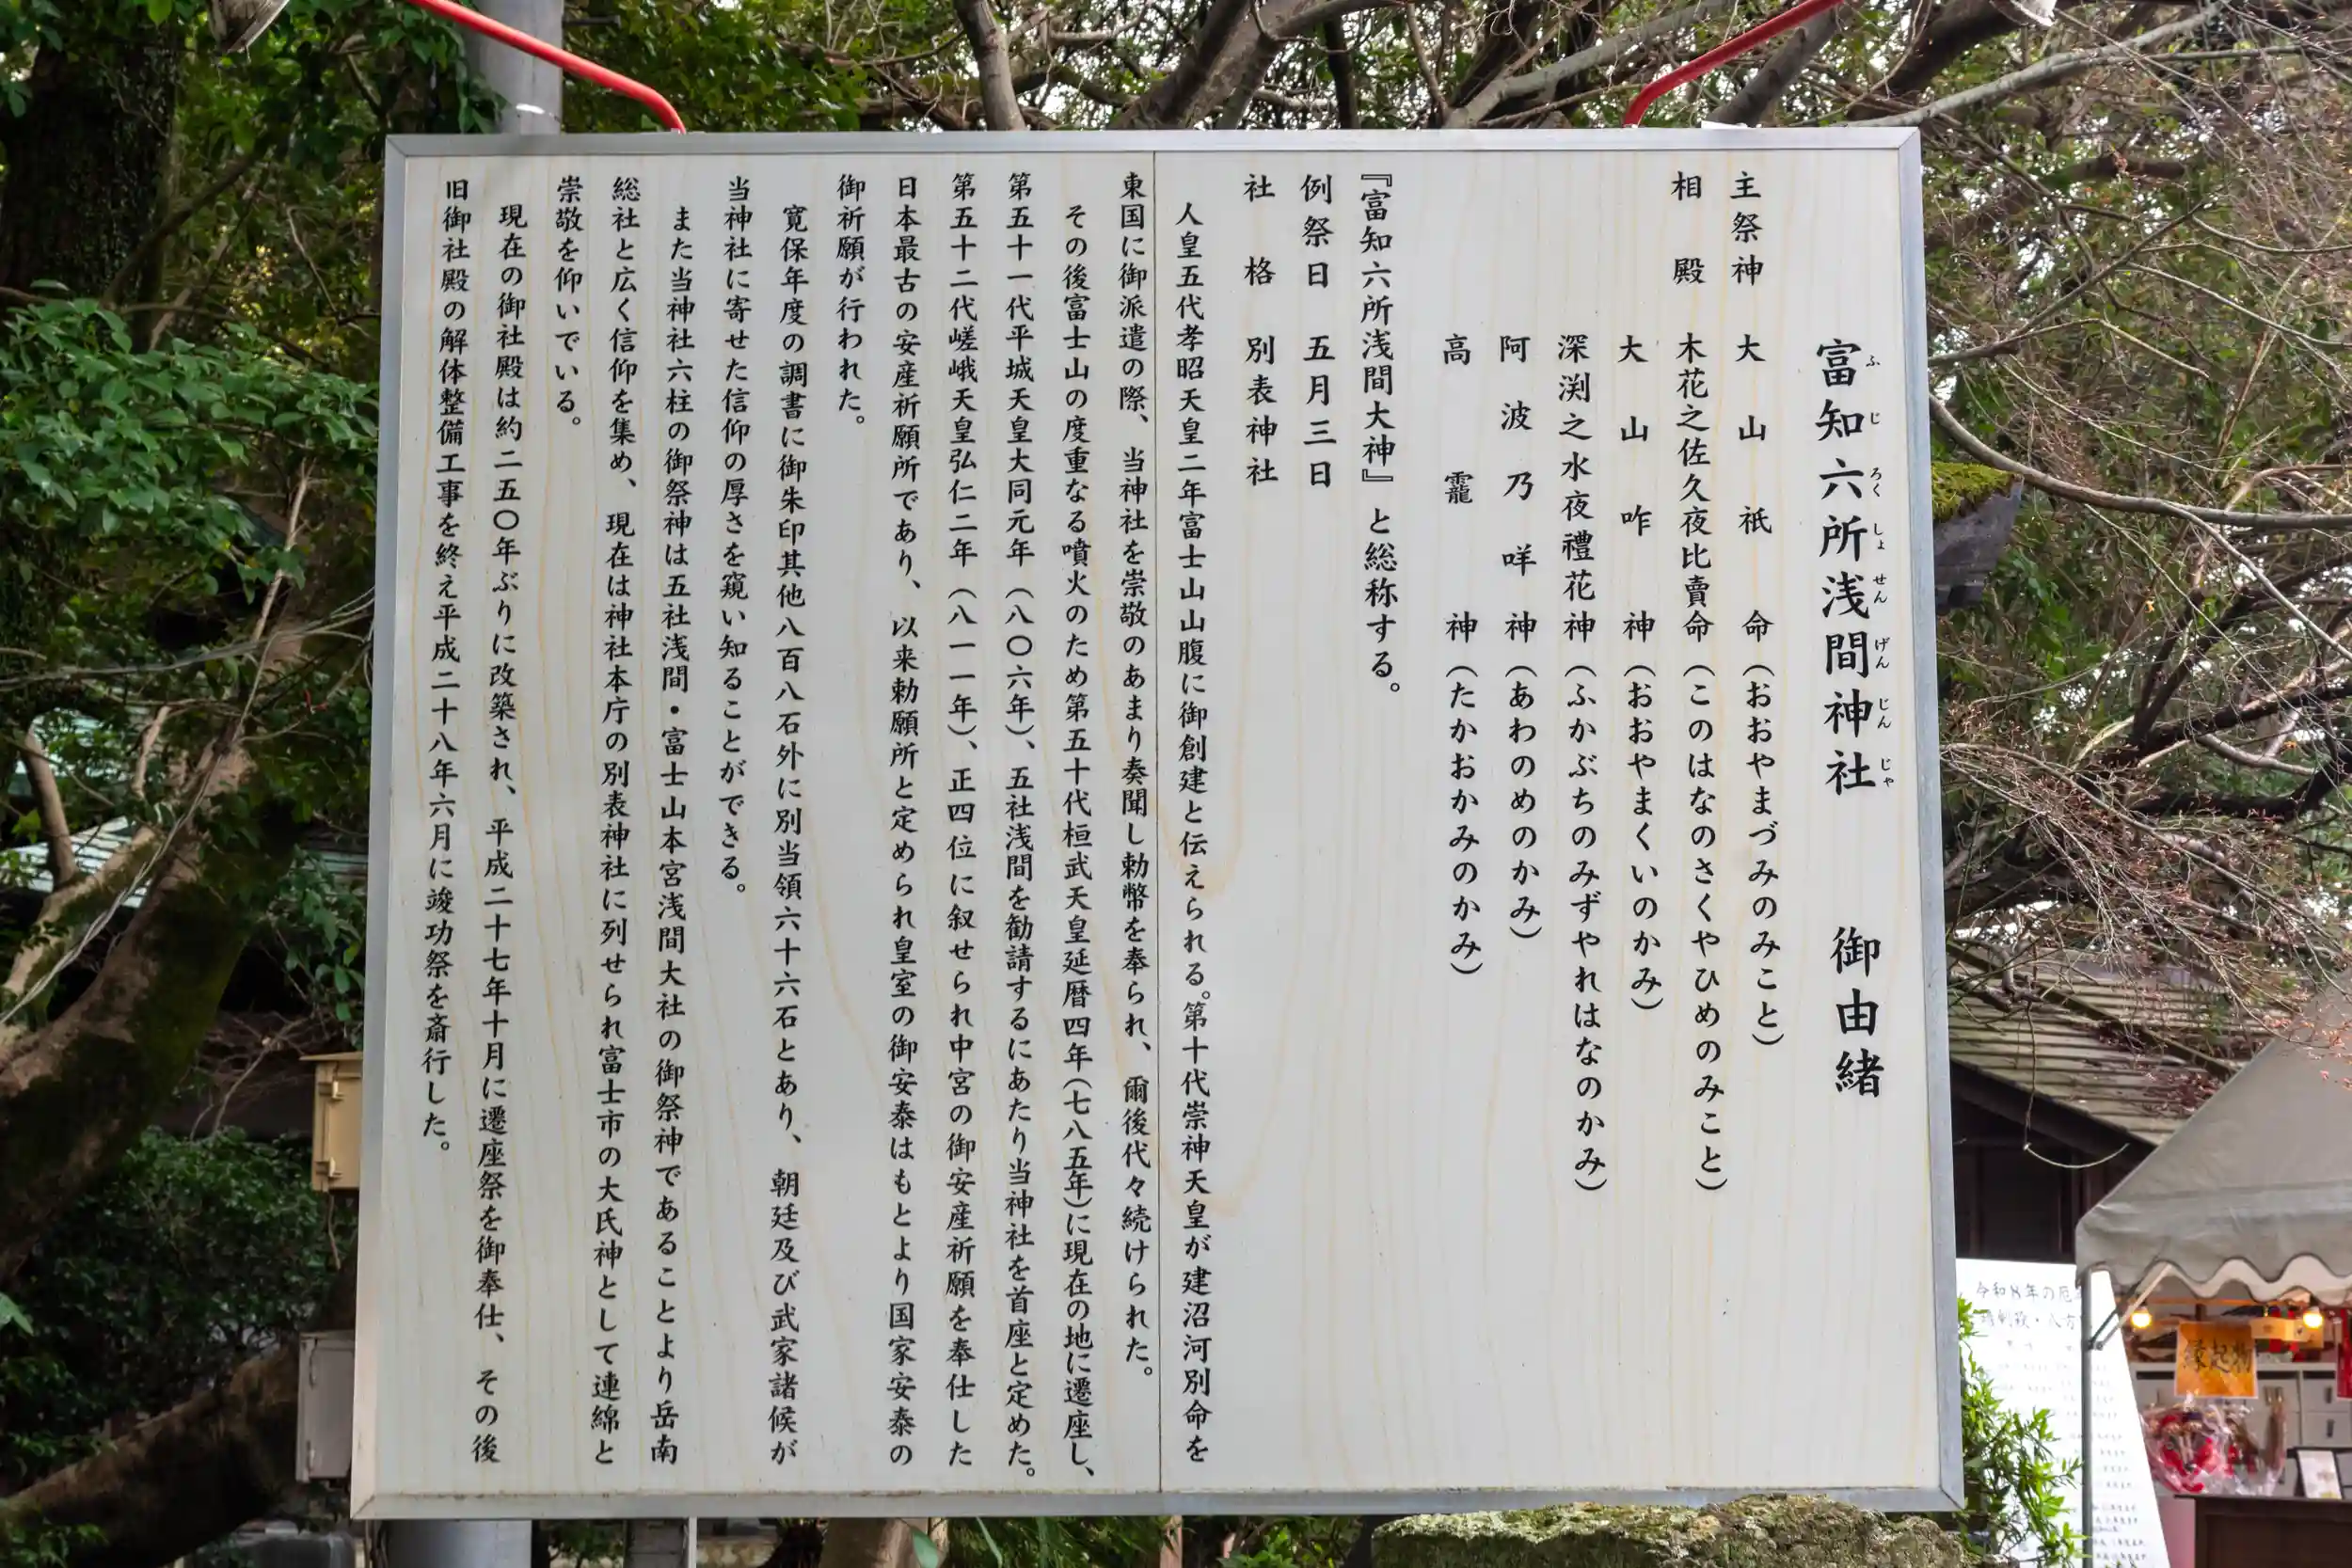 富知六所浅間神社　御由緒
ふじろくしょせんげんじんじゃ
主祭神　大山祇命（おおやまづみのみこと）
相殿　木花之佐久夜比賣命（このはなのさくやひめのみこと）
大山咋神（おおやまくいのかみ）
深渕之水夜禮花神（ふかぶちのみずやれはなのかみ）
阿波乃咩神（あわのめのかみ）
高龗神（たかおかみのかみ）
『富知六所浅間大神』と総称する。
例祭日　五月三日
社格　別表神社
人皇五代孝昭天皇二年富士山山腹に御創建と伝えられる。第十代崇神天皇が建沼河別命を
東国に御派遣の際、当神社を崇敬のあまり奏聞し勅幣を奉られ、爾後代々続けられた。
その後富士山の度重なる噴火のため第五十代桓武天皇延暦四年（七八五年）に現在の地に遷座し、
第五十一代平城天皇大同元年（八〇六年）、五社浅間を勧請するにあたり当神社を首座と定めた。
第五十二代嵯峨天皇弘仁二年（八一一年）、正四位に叙せられ中宮の御安産祈願を奉仕した
日本最古の安産祈願所であり、以来勅願所と定められ皇室の御安泰はもとより国家安泰の
御祈願が行われた。
寛保年度の調書に御朱印其他八百八石外に別当領六十六石とあり、朝廷及び武家諸候が
当神社に寄せた信仰の厚さを窺い知ることができる。
また当神社六柱の御祭神は五社浅間・富士山本宮浅間大社の御祭神であることより岳南
総社と広く信仰を集め、現在は神社本庁の別表神社に列せられ富士市の大氏神として連綿と
崇敬を仰いでいる。
現在の御社殿は約二五〇年ぶりに改築され、平成二十七年十月に遷座祭を御奉仕、その後
旧御社殿の解体整備工事を終え平成二十八年六月に竣功祭を斎行した。
令和8年の厄
縁起物